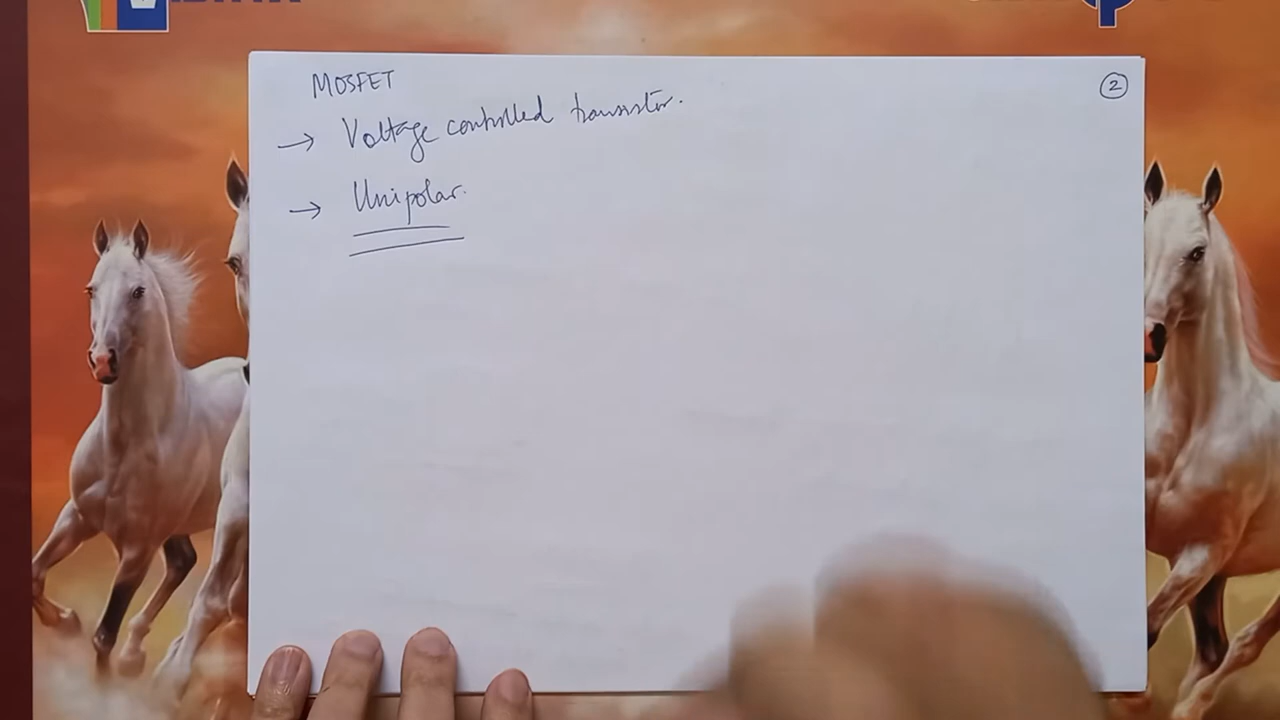 MOSFET
2
→ Voltage controlled transistor.
→ Unipolar.